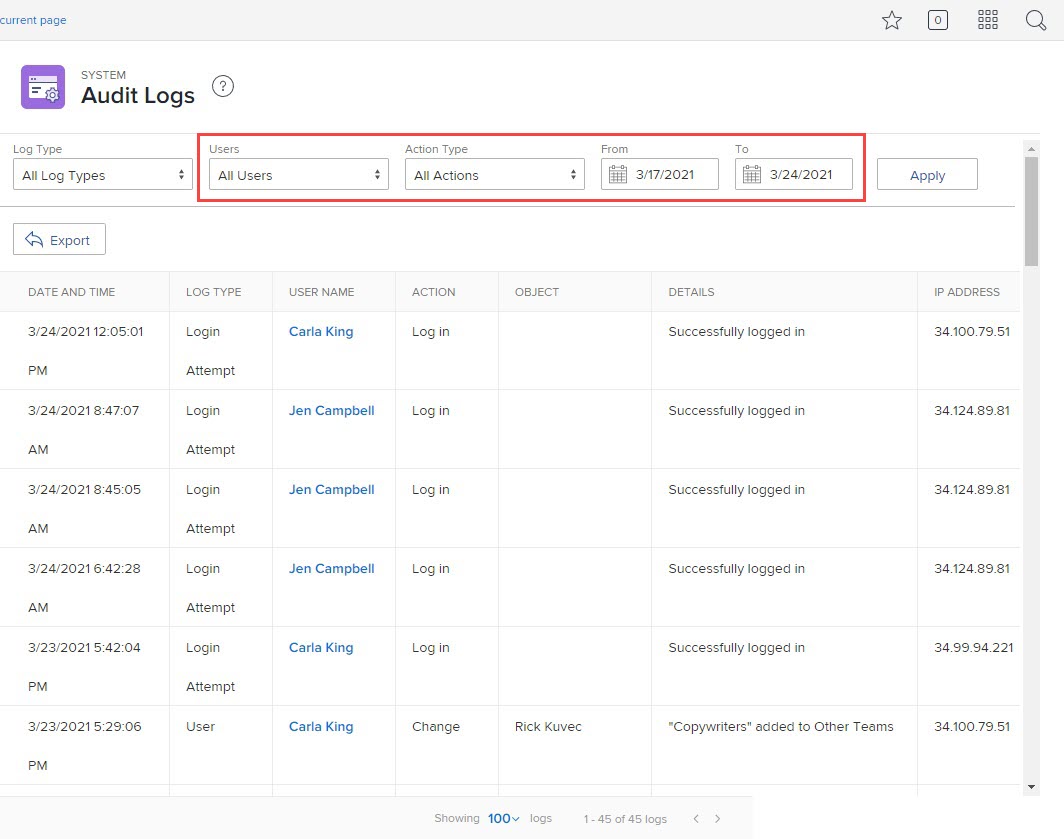 current page
0
SYSTEM
Audit Logs
?
Log Type Users Action Type From To
All Log Types All Users All Actions 3/17/2021 3/24/2021 Apply
Export
DATE AND TIME LOG TYPE USER NAME ACTION OBJECT DETAILS IP ADDRESS
3/24/2021 12:05:01 Login Carla King Log in Successfully logged in 34.100.79.51
PM Attempt
3/24/2021 8:47:07 Login Jen Campbell Log in Successfully logged in 34.124.89.81
AM Attempt
3/24/2021 8:45:05 Login Jen Campbell Log in Successfully logged in 34.124.89.81
AM Attempt
3/24/2021 6:42:28 Login Jen Campbell Log in Successfully logged in 34.124.89.81
AM Attempt
3/23/2021 5:42:04 Login Carla King Log in Successfully logged in 34.99.94.221
PM Attempt
3/23/2021 5:29:06 User Carla King Change Rick Kuvec "Copywriters" added to Other Teams 34.100.79.51
PM
Showing 100 logs 1 - 45 of 45 logs